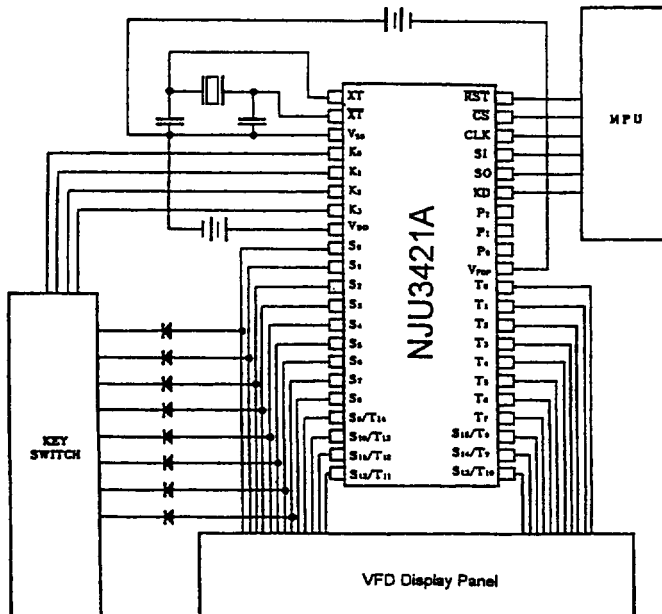 XT
XT
VSS
K0
K1
K2
K3
VDD
S0
S1
S2
S3
S4
S5
S6
S7
S8
S9/T14
S10/T13
S11/T12
S12/T11
NJU3421A
RST
CS
CLK
SI
SO
KD
P2
P1
P0
VFDP
T0
T1
T2
T3
T4
T5
T6
T7
S15/T8
S14/T9
S13/T10
MPU
KEY
SWITCH
VFD Display Panel